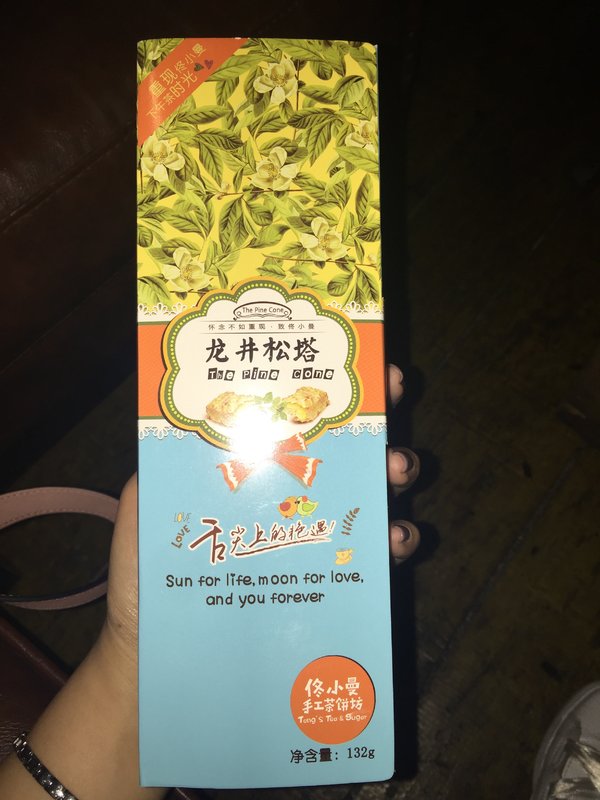 重现佟小曼
下午茶时光
The Pine Cone
怀念不如重现·致佟小曼
龙井松塔
The Pine Cone
LOVE
LOVE
舌尖上的艳遇!
Sun for life, moon for love,
and you forever
佟小曼
手工茶饼坊
Tong's Tea & Sugar
净含量: 132g